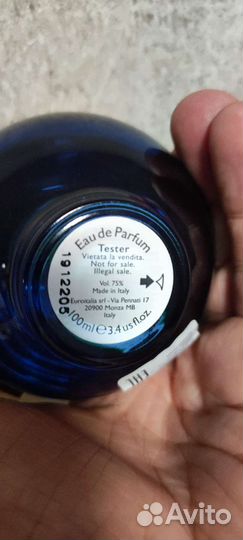 Eau de Parfum
Tester
Vietata la vendita.
Not for sale.
Illegal sale.
Vol. 75%
Made in Italy
Euroitalia srl - Via Pennati 17
20900 Monza MB
Italy
100ml e 3.4 us fl.oz.
1912205
Avito